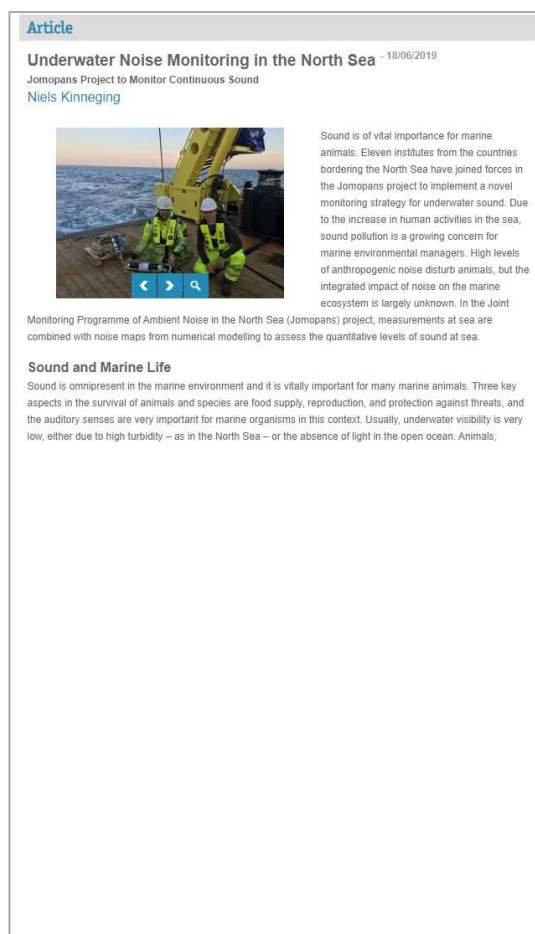 Article
Underwater Noise Monitoring in the North Sea - 18/06/2019
Jomopans Project to Monitor Continuous Sound
Niels Kinneging
Sound is of vital importance for marine
animals. Eleven institutes from the countries
bordering the North Sea have joined forces in
the Jomopans project to implement a novel
monitoring strategy for underwater sound. Due
to the increase in human activities in the sea,
sound pollution is a growing concern for
marine environmental managers. High levels
of anthropogenic noise disturb animals, but the
integrated impact of noise on the marine
ecosystem is largely unknown. In the Joint
Monitoring Programme of Ambient Noise in the North Sea (Jomopans) project, measurements at sea are
combined with noise maps from numerical modelling to assess the quantitative levels of sound at sea.
Sound and Marine Life
Sound is omnipresent in the marine environment and it is vitally important for many marine animals. Three key
aspects in the survival of animals and species are food supply, reproduction, and protection against threats, and
the auditory senses are very important for marine organisms in this context. Usually, underwater visibility is very
low, either due to high turbidity – as in the North Sea – or the absence of light in the open ocean. Animals,